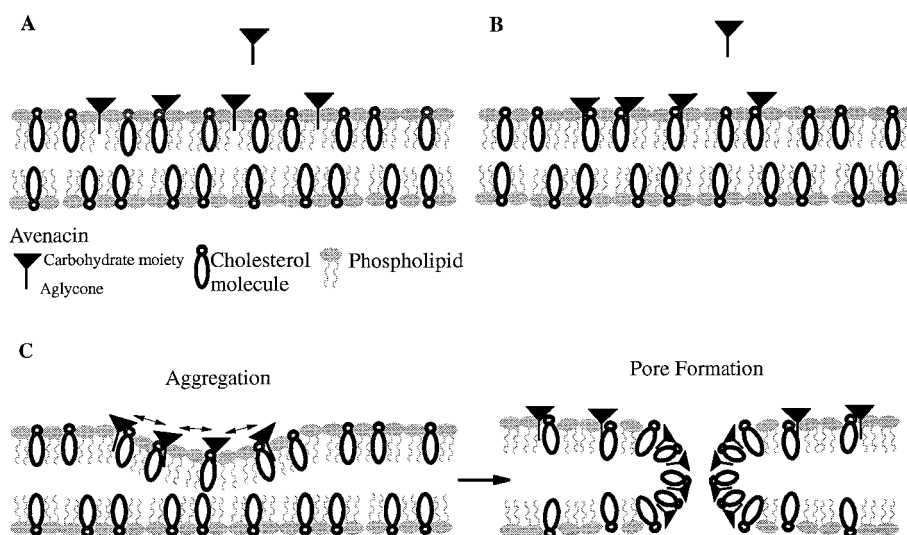 A
B
Avenacin
Carbohydrate moiety
Aglycone
Cholesterol
molecule
Phospholipid
C
Aggregation
Pore Formation